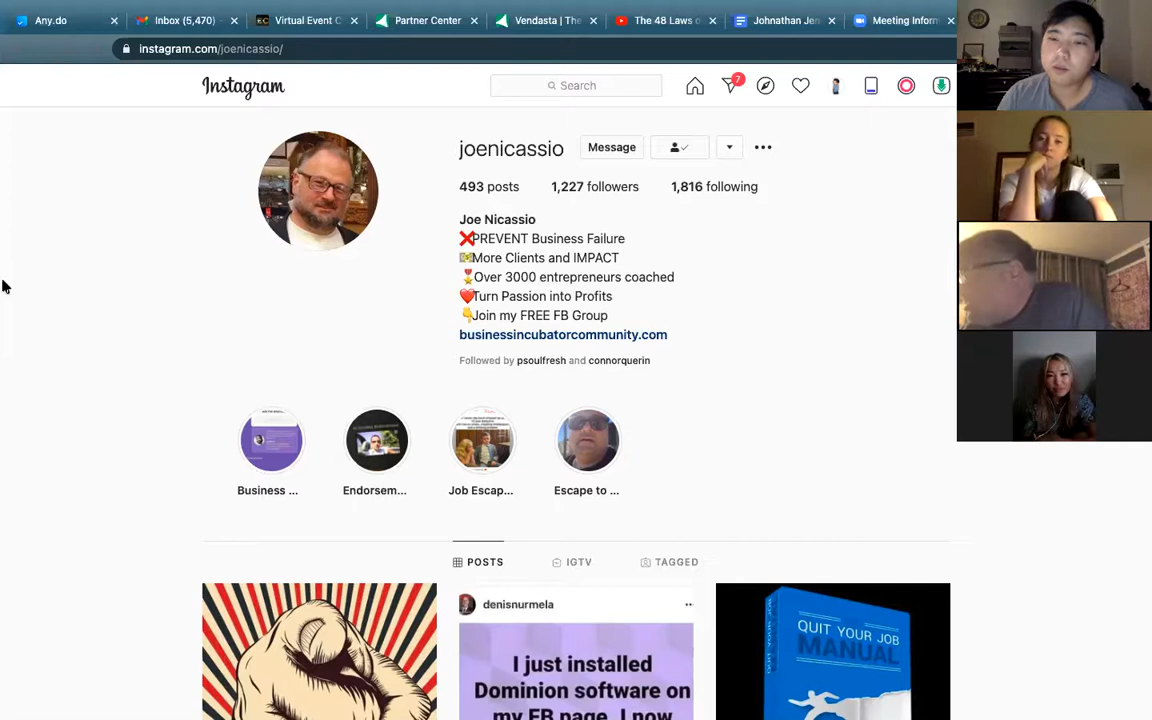 Any.do
Inbox (5,470)
Virtual Event C
Partner Center
Vendasta | The
The 48 Laws o
Johnathan Jen
Meeting Inform
instagram.com/joenicassio/
Instagram
Search
7
joenicassio
Message
493 posts
1,227 followers
1,816 following
Joe Nicassio
❌PREVENT Business Failure
💵More Clients and IMPACT
🎖️Over 3000 entrepreneurs coached
❤️Turn Passion into Profits
👇Join my FREE FB Group
businessincubatorcommunity.com
Followed by psoulfresh and connorquerin
Business ...
Endorsem...
Job Escap...
Escape to ...
POSTS
IGTV
TAGGED
denisnurmela
I just installed
Dominion software on
my FB page. I now
QUIT YOUR JOB
MANUAL